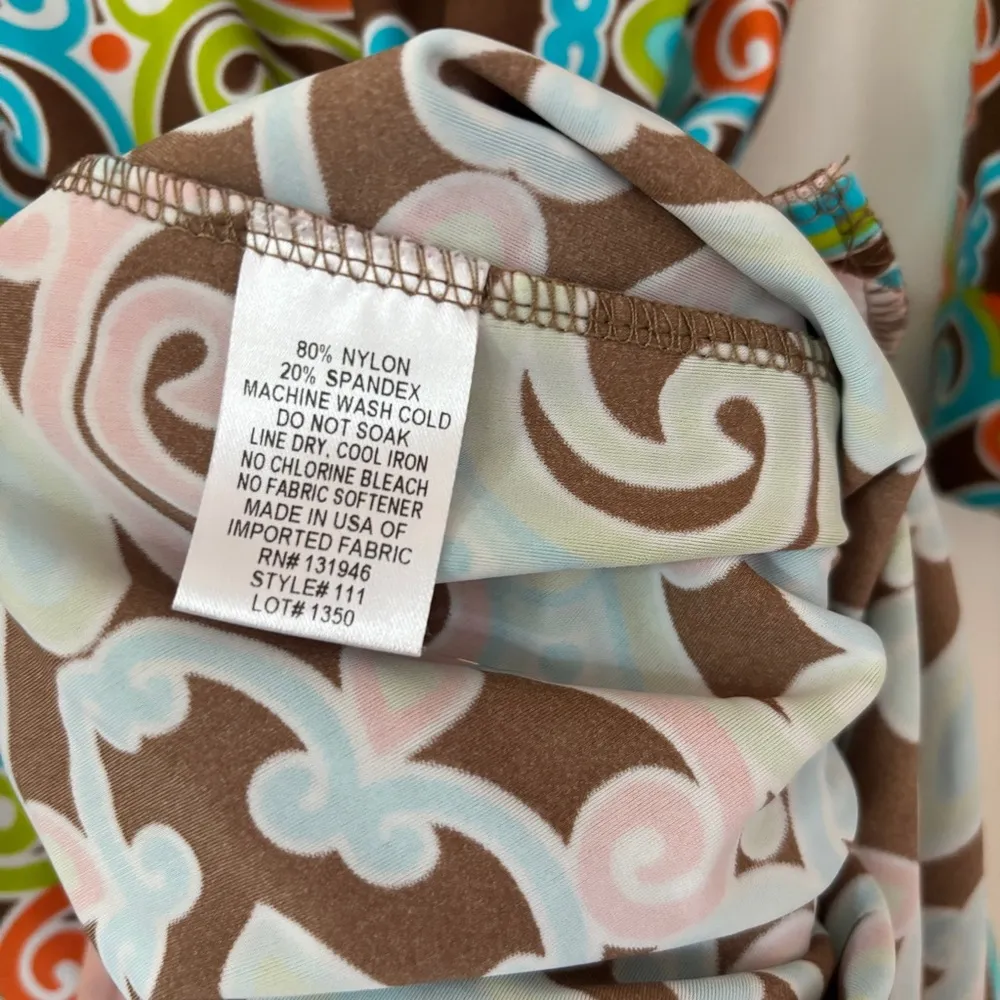 80% NYLON
20% SPANDEX
MACHINE WASH COLD
DO NOT SOAK
LINE DRY, COOL IRON
NO CHLORINE BLEACH
NO FABRIC SOFTENER
MADE IN USA OF
IMPORTED FABRIC
RN# 131946
STYLE# 111
LOT# 1350